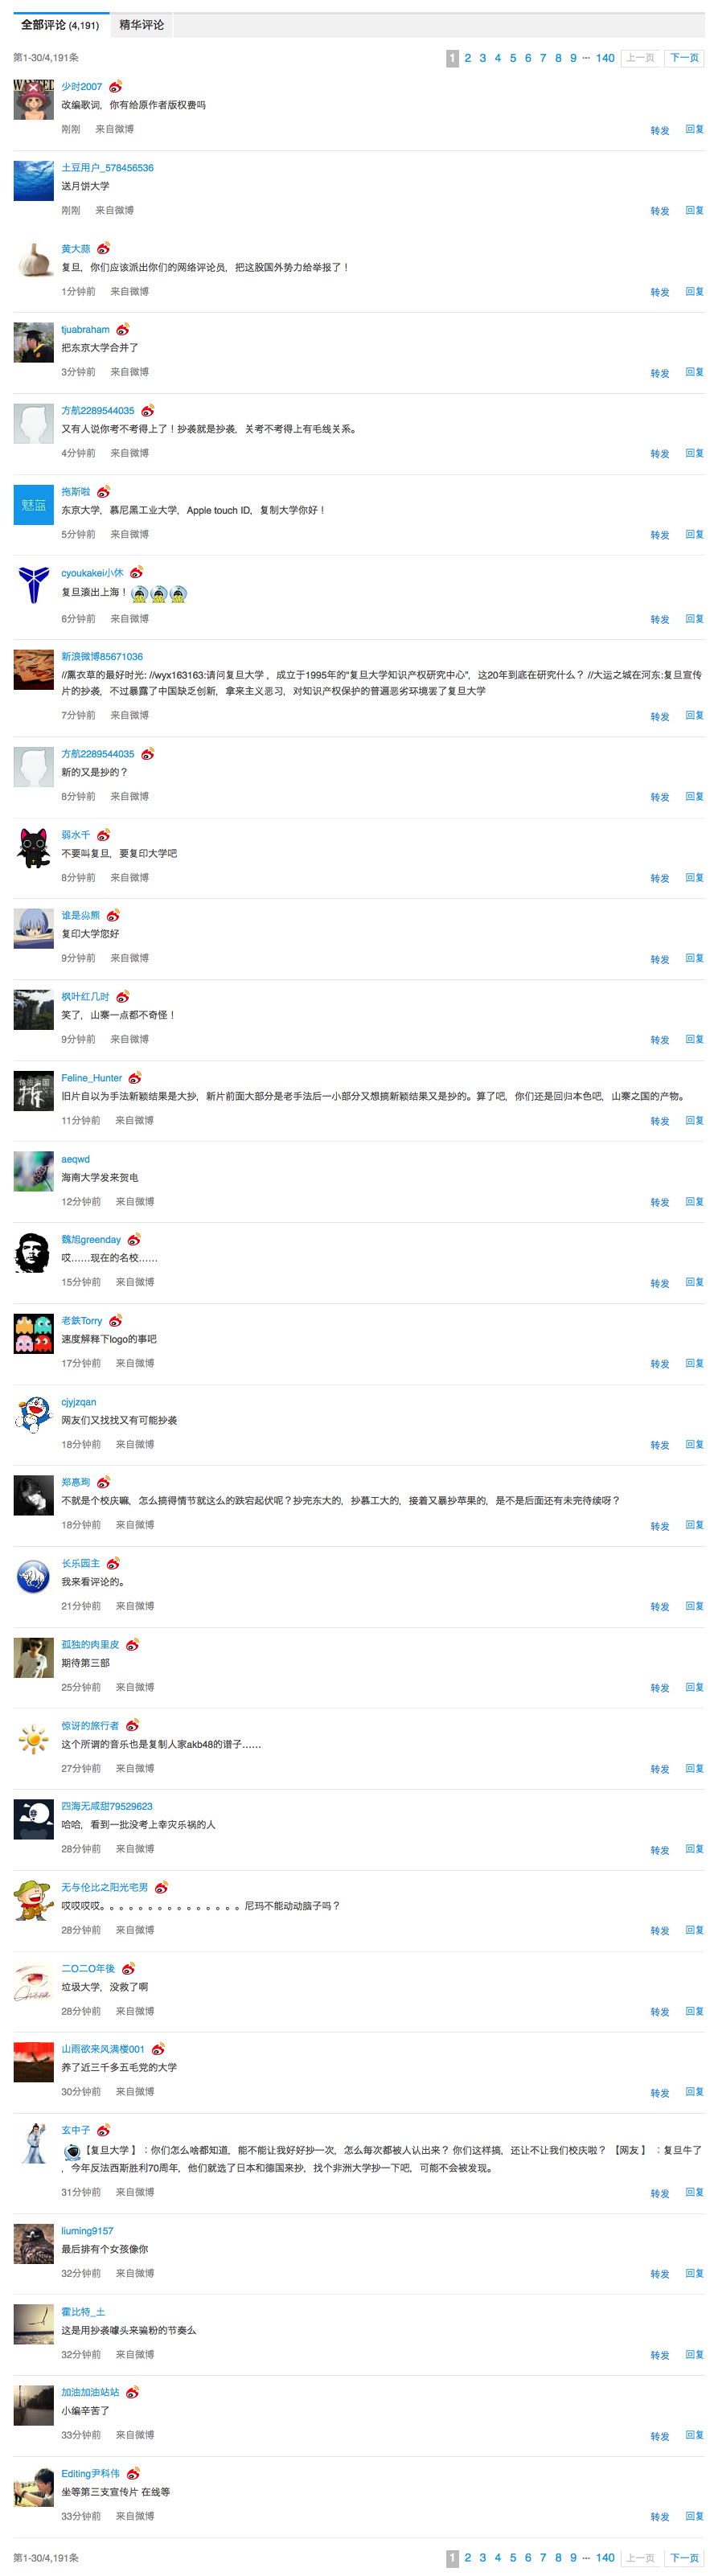 全部评论 (4,191) 精华评论
第1-30/4,191条 1 2 3 4 5 6 7 8 9 ... 140 上一页 下一页
WANTED
少时2007
改编歌词，你有给原作者版权费吗
刚刚 来自微博 转发 回复
土豆用户_578456536
送月饼大学
刚刚 来自微博 转发 回复
黄大蒜
复旦，你们应该派出你们的网络评论员，把这股国外势力给举报了！
1分钟前 来自微博 转发 回复
tjuabraham
把东京大学合并了
3分钟前 来自微博 转发 回复
方航2289544035
又有人说你考不考得上了！抄袭就是抄袭，关考不考得上有毛线关系。
4分钟前 来自微博 转发 回复
魅蓝
拖斯啦
东京大学，慕尼黑工业大学，Apple touch ID，复制大学你好！
5分钟前 来自微博 转发 回复
cyoukakei小休
复旦滚出上海！
6分钟前 来自微博 转发 回复
新浪微博85671036
//薰衣草的最好时光: //wyx163163:请问复旦大学 ，成立于1995年的“复旦大学知识产权研究中心”，这20年到底在研究什么？ //大运之城在河东:复旦宣传
片的抄袭，不过暴露了中国缺乏创新，拿来主义恶习，对知识产权保护的普遍恶劣环境罢了复旦大学
7分钟前 来自微博 转发 回复
方航2289544035
新的又是抄的？
8分钟前 来自微博 转发 回复
弱水千
不要叫复旦，要复印大学吧
8分钟前 来自微博 转发 回复
谁是尛熊
复印大学您好
9分钟前 来自微博 转发 回复
枫叶红几时
笑了，山寨一点都不奇怪！
9分钟前 来自微博 转发 回复
Feline_Hunter
旧片自以为手法新颖结果是大抄，新片前面大部分是老手法后一小部分又想搞新颖结果又是抄的。算了吧，你们还是回归本色吧，山寨之国的产物。
11分钟前 来自微博 转发 回复
aeqwd
海南大学发来贺电
12分钟前 来自微博 转发 回复
魏旭greenday
哎……现在的名校……
15分钟前 来自微博 转发 回复
老鉄Torry
速度解释下logo的事吧
17分钟前 来自微博 转发 回复
cjyjzqan
网友们又找找又有可能抄袭
18分钟前 来自微博 转发 回复
郑惠珣
不就是个校庆嘛，怎么搞得情节就这么的跌宕起伏呢？抄完东大的，抄慕工大的，接着又暴抄苹果的，是不是后面还有未完待续呀？
18分钟前 来自微博 转发 回复
长乐园主
我来看评论的。
21分钟前 来自微博 转发 回复
孤独的肉里皮
期待第三部
25分钟前 来自微博 转发 回复
惊讶的旅行者
这个所谓的音乐也是复制人家akb48的谱子……
27分钟前 来自微博 转发 回复
四海无咸甜79529623
哈哈，看到一批没考上幸灾乐祸的人
28分钟前 来自微博 转发 回复
无与伦比之阳光宅男
哎哎哎哎。。。。。。。。。。。。。。。尼玛不能动动脑子吗？
28分钟前 来自微博 转发 回复
二O二O年後
垃圾大学，没救了啊
28分钟前 来自微博 转发 回复
山雨欲来风满楼001
养了近三千多五毛党的大学
30分钟前 来自微博 转发 回复
玄中子
【复旦大学 】：你们怎么啥都知道，能不能让我好好抄一次，怎么每次都被人认出来？ 你们这样搞，还让不让我们校庆啦？ 【网友 】 ：复旦牛了
，今年反法西斯胜利70周年，他们就选了日本和德国来抄，找个非洲大学抄一下吧，可能不会被发现。
31分钟前 来自微博 转发 回复
liuming9157
最后排有个女孩像你
32分钟前 来自微博 转发 回复
霍比特_土
这是用抄袭噱头来骗粉的节奏么
32分钟前 来自微博 转发 回复
加油加油站站
小编辛苦了
33分钟前 来自微博 转发 回复
Editing尹科伟
坐等第三支宣传片 在线等
33分钟前 来自微博 转发 回复
第1-30/4,191条 1 2 3 4 5 6 7 8 9 ... 140 上一页 下一页